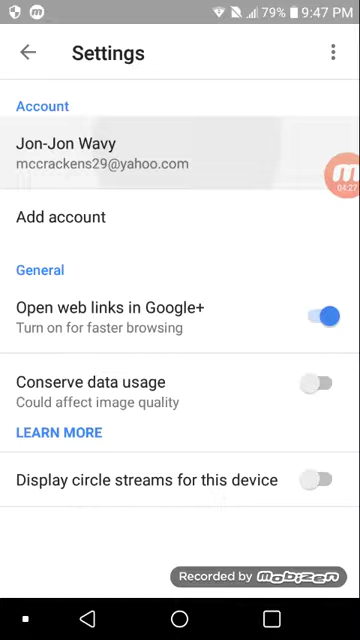 79% 9:47 PM
Settings
Account
Jon-Jon Wavy
mccrackens29@yahoo.com
04:27
Add account
General
Open web links in Google+
Turn on for faster browsing
Conserve data usage
Could affect image quality
LEARN MORE
Display circle streams for this device
Recorded by mobizen